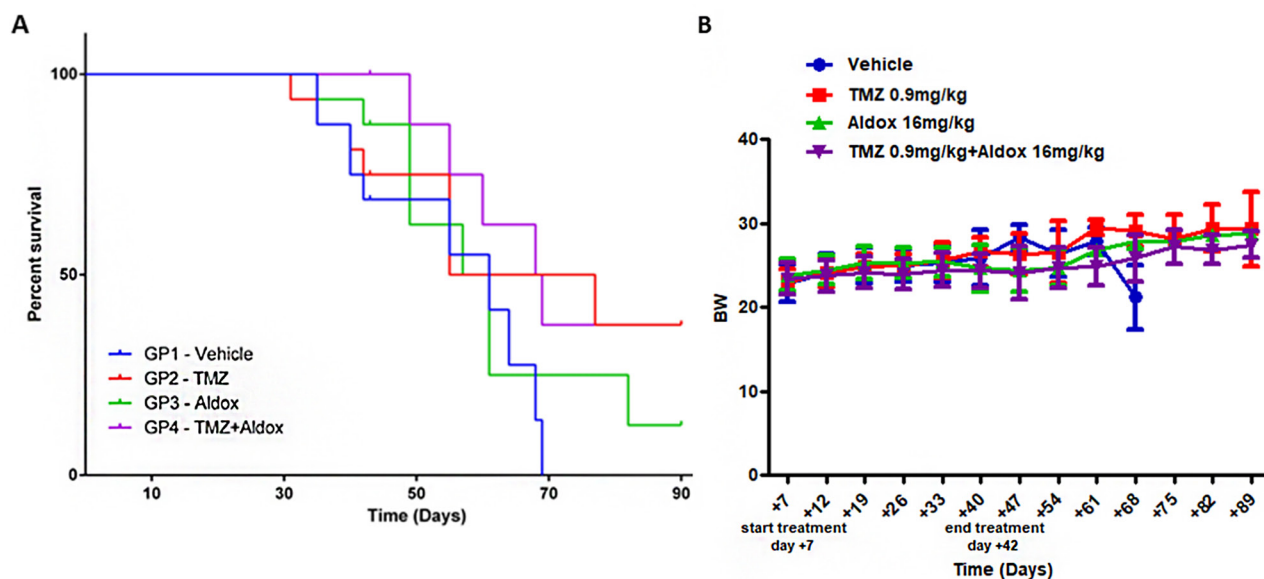 A
100
50
0
Percent survival
GP1 - Vehicle
GP2 - TMZ
GP3 - Aldox
GP4 - TMZ+Aldox
10 30 50 70 90
Time (Days)
B
Vehicle
TMZ 0.9mg/kg
Aldox 16mg/kg
TMZ 0.9mg/kg+Aldox 16mg/kg
40
30
20
10
0
BW
+7 +12 +19 +26 +33 +40 +47 +54 +61 +68 +75 +82 +89
start treatment end treatment
day +7 day +42
Time (Days)